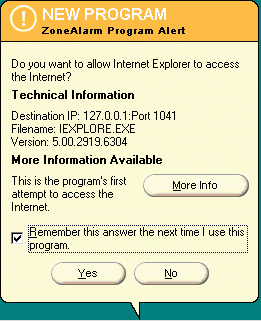 NEW PROGRAM
ZoneAlarm Program Alert
Do you want to allow Internet Explorer to access
the Internet?
Technical Information
Destination IP: 127.0.0.1:Port 1041
Filename: IEXPLORE.EXE
Version: 5.00.2919.6304
More Information Available
This is the program's first
attempt to access the
Internet.
More Info
Remember this answer the next time I use this
program.
Yes
No